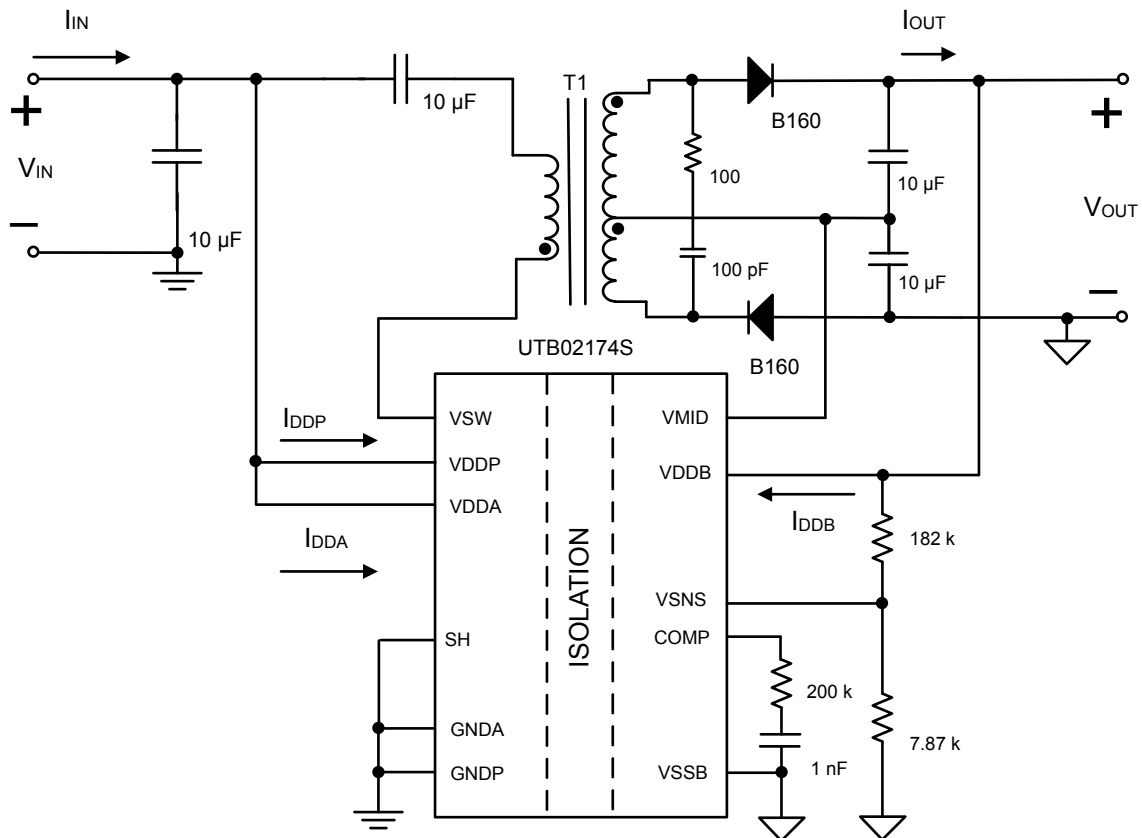 IIN
IOUT
+
10 µF
T1
B160
+
VIN
10 µF
100
10 µF
VOUT
−
100 pF
10 µF
−
UTB02174S
B160
IDDP
VSW
VMID
VDDP
VDDB
VDDA
IDDB
IDDA
182 k
ISOLATION
VSNS
SH
COMP
200 k
GNDA
7.87 k
GNDP
VSSB
1 nF